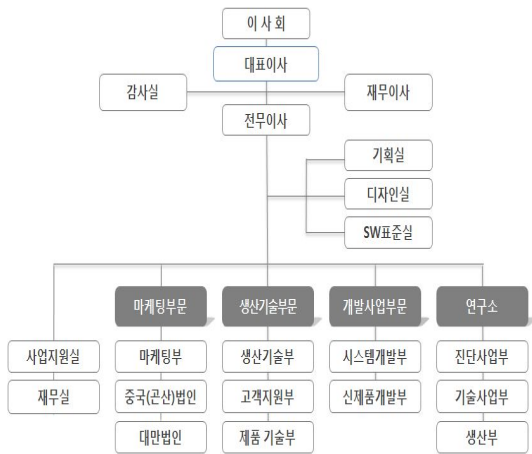 이 사 회
대표이사
감사실
재무이사
전무이사
기획실
디자인실
SW표준실
마케팅부문
생산기술부문
개발사업부문
연구소
사업지원실
마케팅부
생산기술부
시스템개발부
진단사업부
재무실
중국(곤산)법인
고객지원부
신제품개발부
기술사업부
대만법인
제품 기술부
생산부